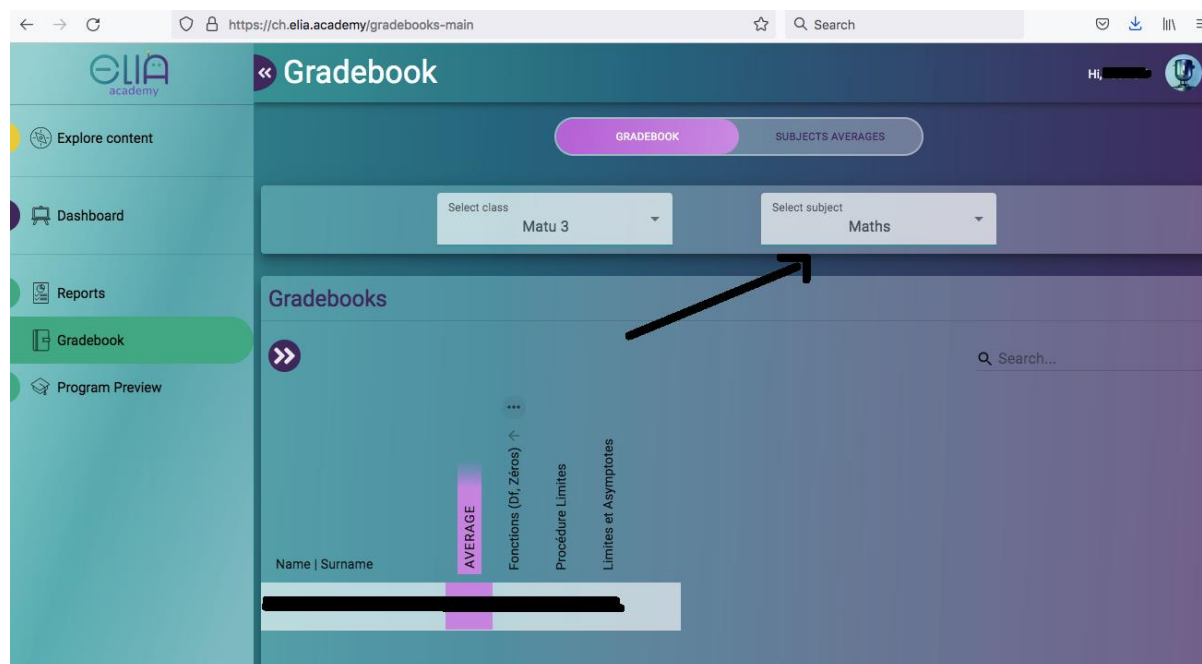 https://ch.elia.academy/gradebooks-main
Search
ELIA
academy
Gradebook
Hi,
Explore content
GRADEBOOK
SUBJECTS AVERAGES
Dashboard
Select class
Matu 3
Select subject
Maths
Reports
Gradebooks
Gradebook
Search...
Program Preview
Name | Surname
AVERAGE
Fonctions (Df, Zéros)
Procédure Limites
Limites et Asymptotes